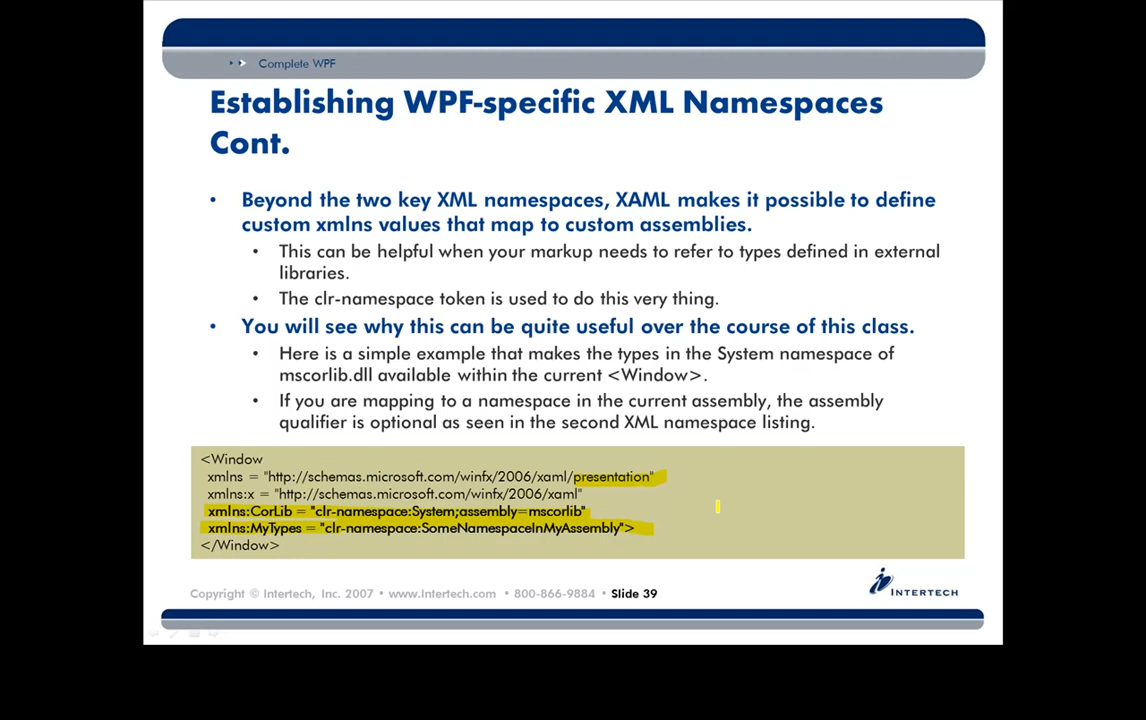 Complete WPF
Establishing WPF-specific XML Namespaces
Cont.
• Beyond the two key XML namespaces, XAML makes it possible to define
custom xmlns values that map to custom assemblies.
• This can be helpful when your markup needs to refer to types defined in external
libraries.
• The clr-namespace token is used to do this very thing.
• You will see why this can be quite useful over the course of this class.
• Here is a simple example that makes the types in the System namespace of
mscorlib.dll available within the current <Window>.
• If you are mapping to a namespace in the current assembly, the assembly
qualifier is optional as seen in the second XML namespace listing.
<Window
xmlns = "http://schemas.microsoft.com/winfx/2006/xaml/presentation"
xmlns:x = "http://schemas.microsoft.com/winfx/2006/xaml"
xmlns:CorLib = "clr-namespace:System;assembly=mscorlib"
xmlns:MyTypes = "clr-namespace:SomeNamespaceInMyAssembly">
</Window>
Copyright © Intertech, Inc. 2007 • www.Intertech.com • 800-866-9884 • Slide 39
INTERTECH